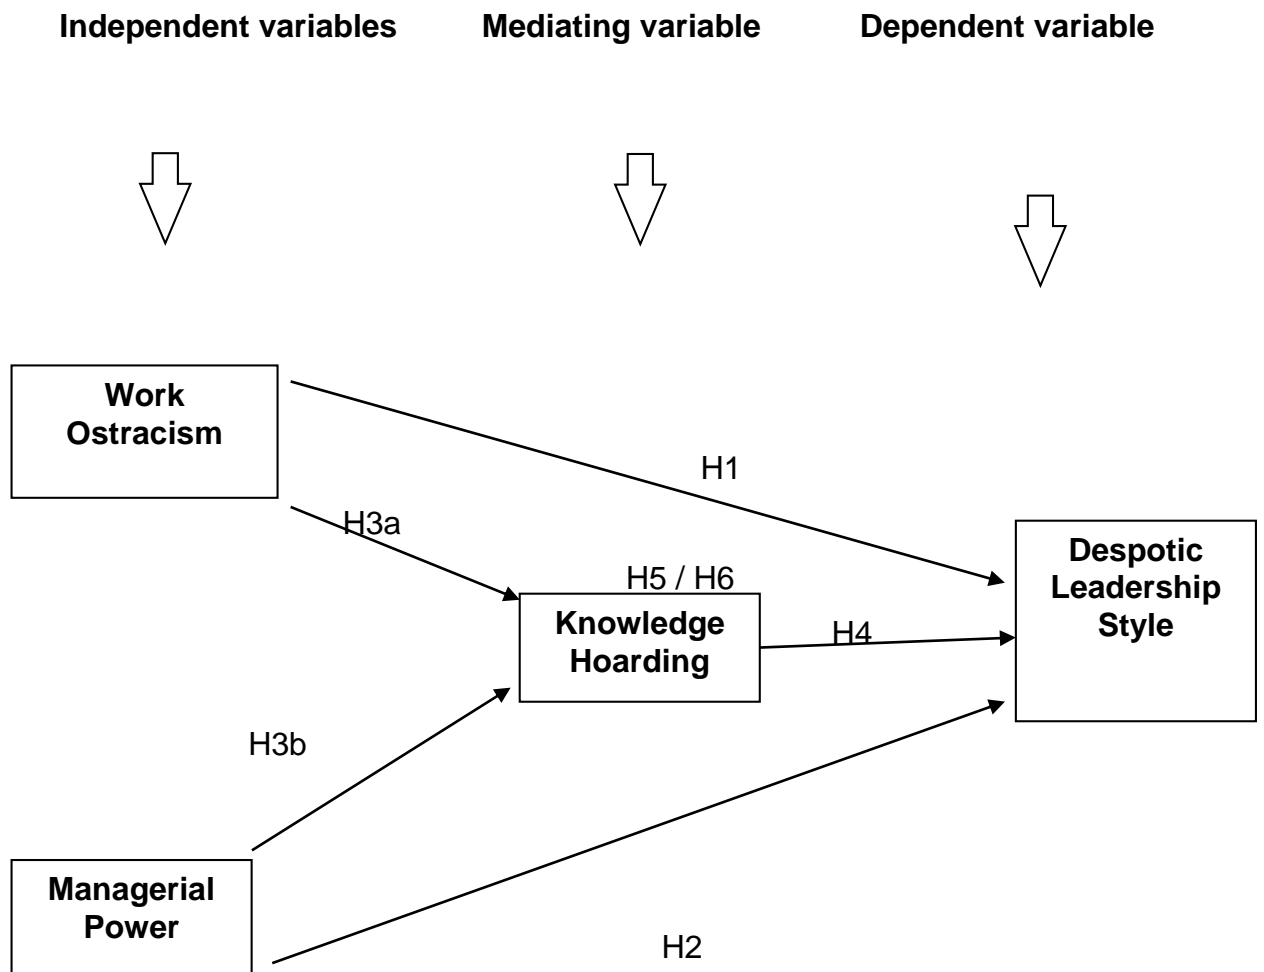 Independent variables
Mediating variable
Dependent variable
Work
Ostracism
H1
H3a
Despotic
Leadership
Style
H5 / H6
Knowledge
Hoarding
H4
H3b
Managerial
Power
H2